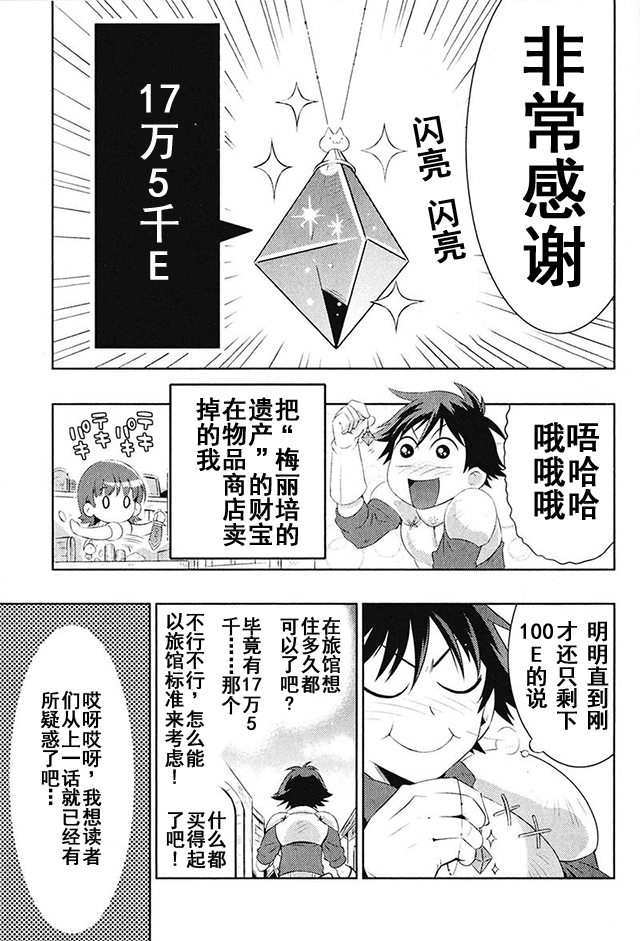 非常感谢
闪亮 闪亮
17万5千E
唔哈哈
哦哦哦
把“梅丽培的
遗产”的财宝
在物品商店卖
掉的我
テキ
パキ
テキ
パキ
明明直到刚
才还只剩下
100E的说
在旅馆想
住多久都
可以了吧?
毕竟有17万5
千……那个
不行不行,怎么能
以旅馆标准来考虑!
什么都
买得起
了吧!
哎呀哎呀,我想读者
们从上一话就已经有
所疑惑了吧…